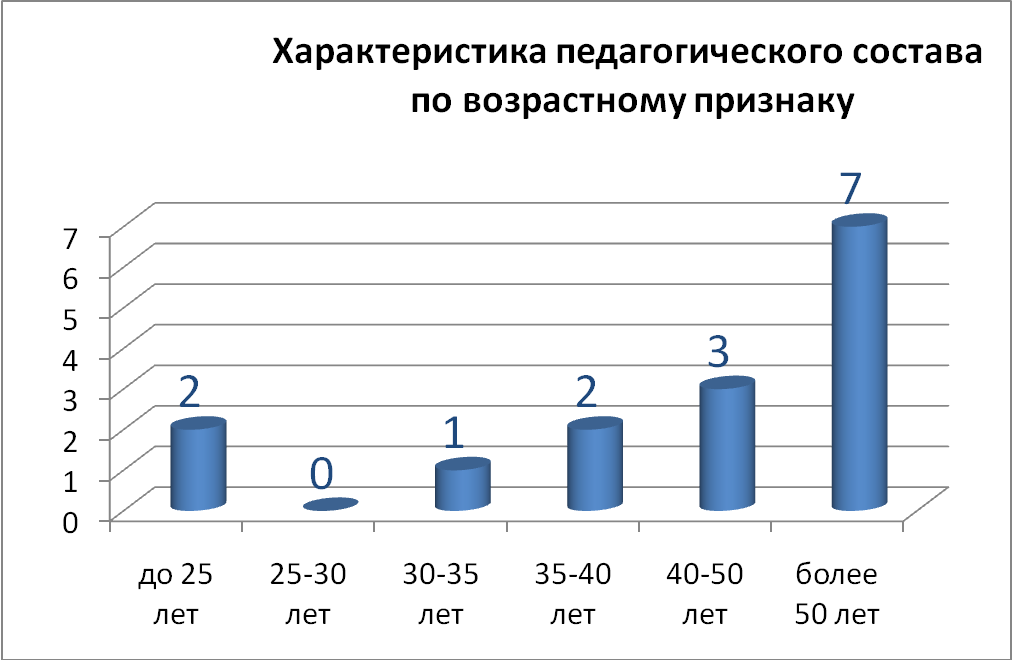 Характеристика педагогического состава
по возрастному признаку
7
6
5
4
3
2
1
0
2
0
1
2
3
7
до 25
лет
25-30
лет
30-35
лет
35-40
лет
40-50
лет
более
50 лет